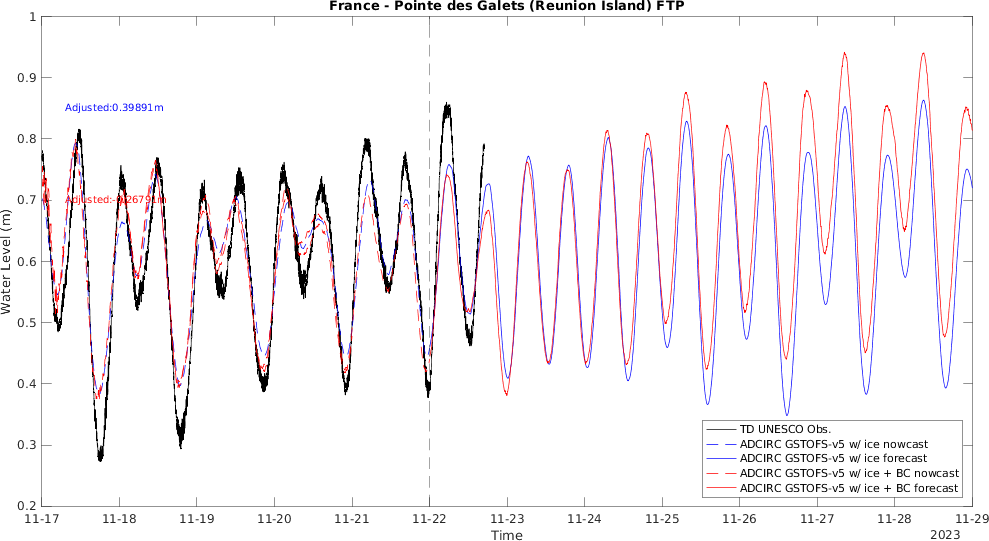 France - Pointe des Galets (Reunion Island) FTP
Water Level (m)
1
0.9
0.8
0.7
0.6
0.5
0.4
0.3
0.2
Adjusted:0.39891m
Adjusted:-0.26791m
TD UNESCO Obs.
ADCIRC GSTOFS-v5 w/ ice nowcast
ADCIRC GSTOFS-v5 w/ ice forecast
ADCIRC GSTOFS-v5 w/ ice + BC nowcast
ADCIRC GSTOFS-v5 w/ ice + BC forecast
11-17 11-18 11-19 11-20 11-21 11-22 11-23 11-24 11-25 11-26 11-27 11-28 11-29
Time
2023